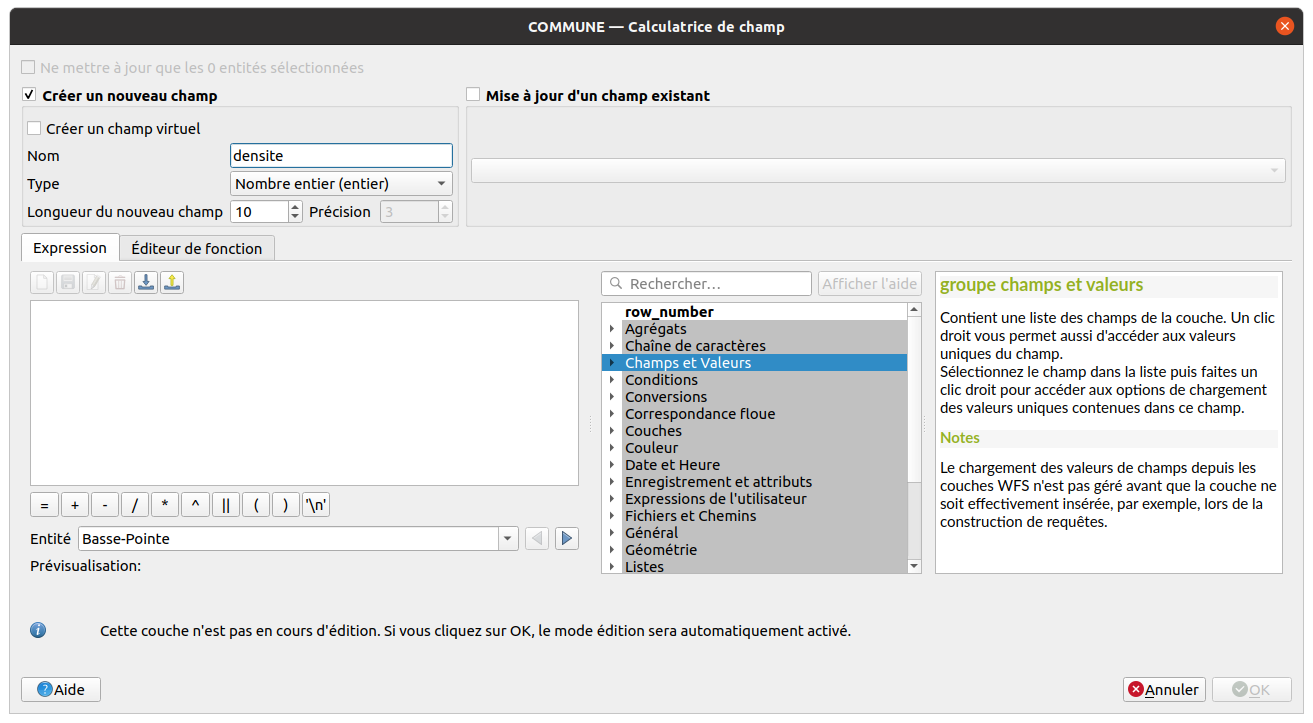 COMMUNE — Calculatrice de champ
Ne mettre à jour que les 0 entités sélectionnées
Créer un nouveau champ
Mise à jour d'un champ existant
Créer un champ virtuel
Nom
densite
Type
Nombre entier (entier)
Longueur du nouveau champ
10
Précision
3
Expression
Éditeur de fonction
Rechercher...
Afficher l'aide
row_number
Agrégats
Chaîne de caractères
Champs et Valeurs
Conditions
Conversions
Correspondance floue
Couches
Couleur
Date et Heure
Enregistrement et attributs
Expressions de l'utilisateur
Fichiers et Chemins
Général
Géométrie
Listes
groupe champs et valeurs
Contient une liste des champs de la couche. Un clic
droit vous permet aussi d'accéder aux valeurs
uniques du champ.
Sélectionnez le champ dans la liste puis faites un
clic droit pour accéder aux options de chargement
des valeurs uniques contenues dans ce champ.
Notes
Le chargement des valeurs de champs depuis les
couches WFS n'est pas géré avant que la couche ne
soit effectivement insérée, par exemple, lors de la
construction de requêtes.
= + - / * ^ || ( ) '\n'
Entité
Basse-Pointe
Prévisualisation:
Cette couche n'est pas en cours d'édition. Si vous cliquez sur OK, le mode édition sera automatiquement activé.
Aide
Annuler
OK